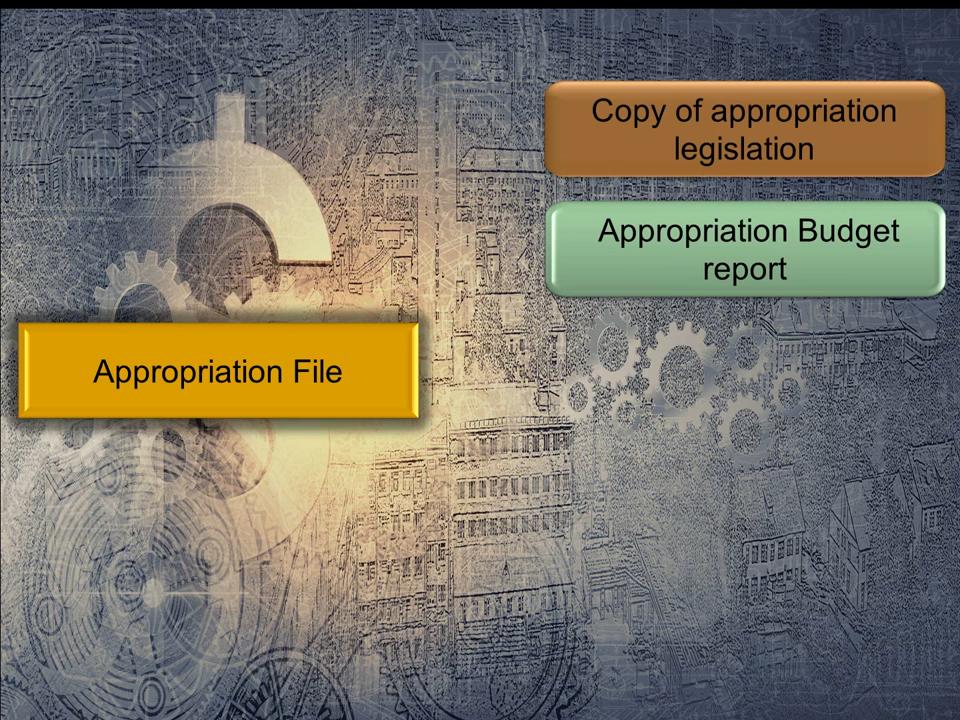 Copy of appropriation
legislation
Appropriation Budget
report
Appropriation File